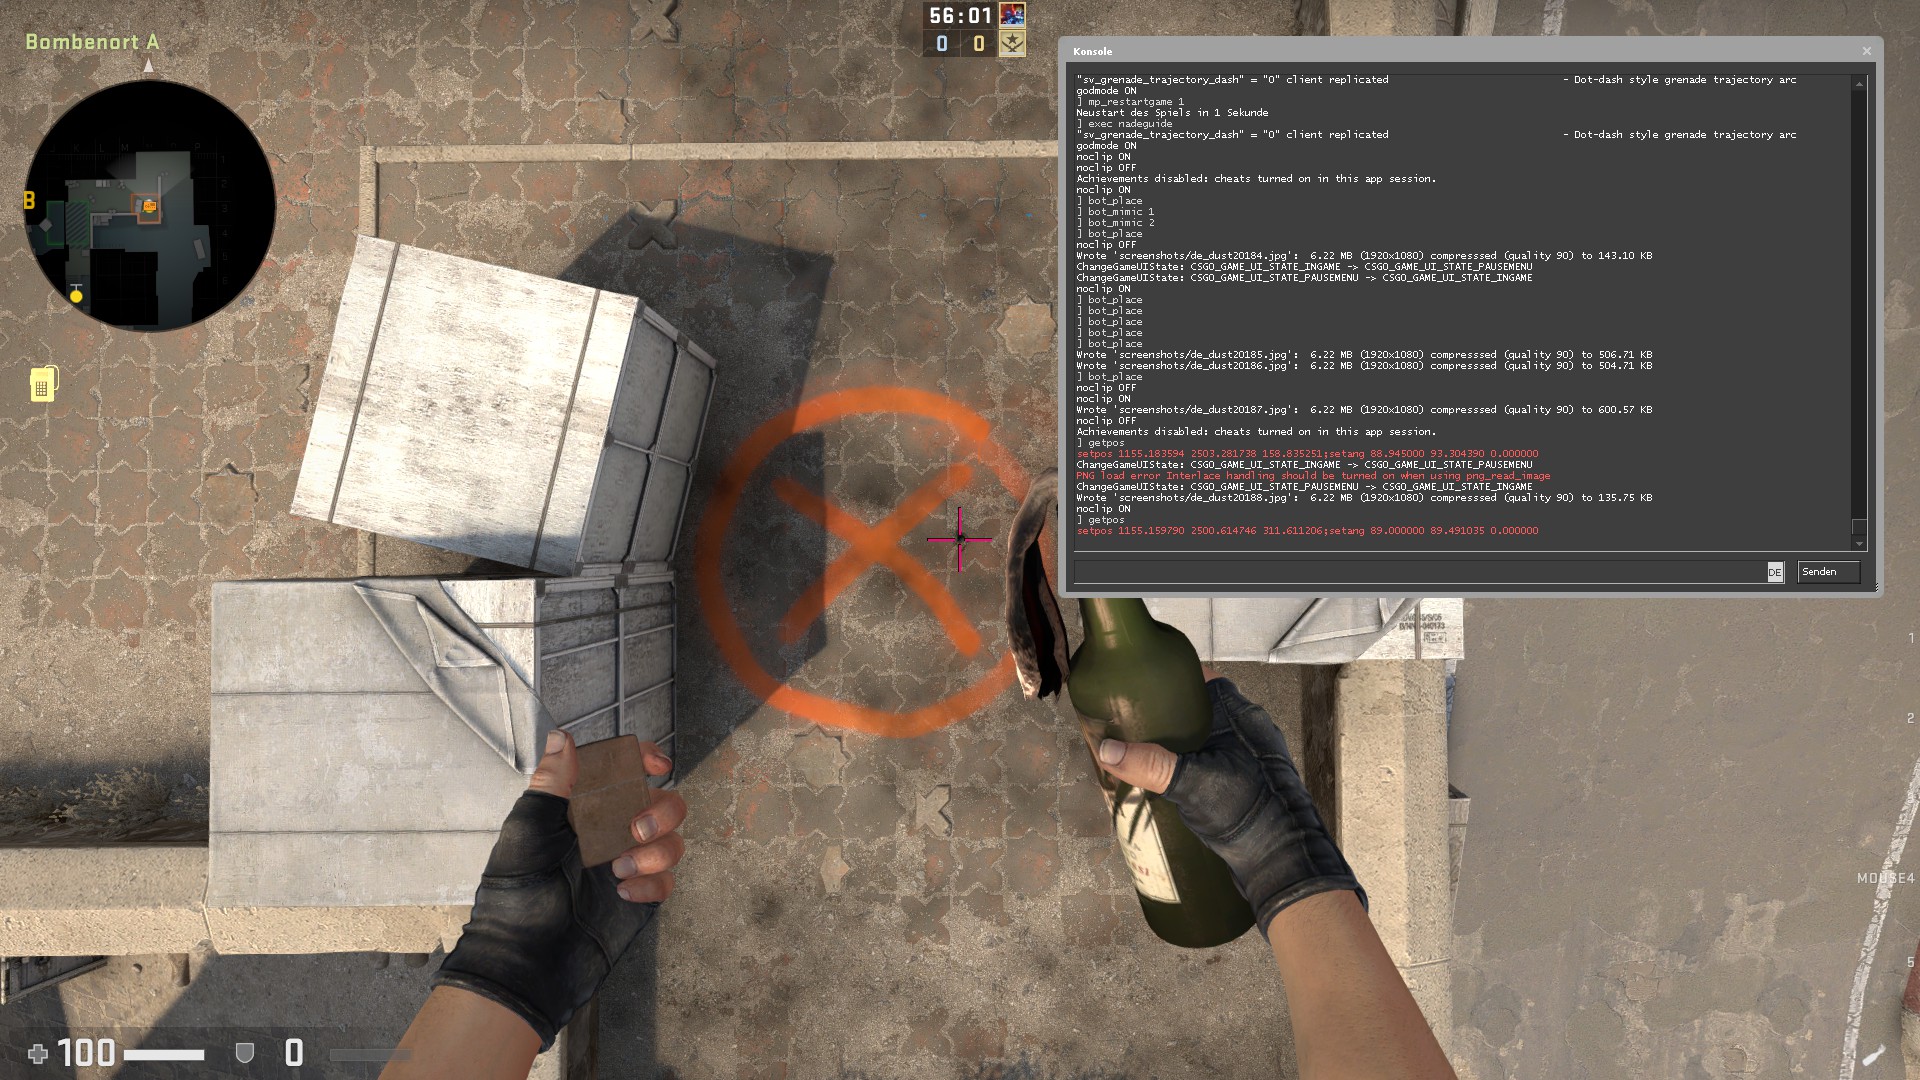 Bombenort A
56:01
0 0
B
Konsole
"sv_grenade_trajectory_dash" = "0" client replicated - Dot-dash style grenade trajectory arc
godmode ON
] mp_restartgame 1
Neustart des Spiels in 1 Sekunde
] exec nadeguide
"sv_grenade_trajectory_dash" = "0" client replicated - Dot-dash style grenade trajectory arc
godmode ON
noclip ON
noclip OFF
Achievements disabled: cheats turned on in this app session.
noclip ON
] bot_place
] bot_mimic 1
] bot_mimic 2
] bot_place
noclip OFF
Wrote 'screenshots/de_dust20184.jpg': 6.22 MB (1920x1080) compresssed (quality 90) to 143.10 KB
ChangeGameUIState: CSGO_GAME_UI_STATE_INGAME -> CSGO_GAME_UI_STATE_PAUSEMENU
ChangeGameUIState: CSGO_GAME_UI_STATE_PAUSEMENU -> CSGO_GAME_UI_STATE_INGAME
noclip ON
] bot_place
] bot_place
] bot_place
] bot_place
] bot_place
Wrote 'screenshots/de_dust20185.jpg': 6.22 MB (1920x1080) compresssed (quality 90) to 506.71 KB
Wrote 'screenshots/de_dust20186.jpg': 6.22 MB (1920x1080) compresssed (quality 90) to 504.71 KB
] bot_place
noclip OFF
noclip ON
Wrote 'screenshots/de_dust20187.jpg': 6.22 MB (1920x1080) compresssed (quality 90) to 600.57 KB
noclip OFF
Achievements disabled: cheats turned on in this app session.
] getpos
setpos 1155.183594 2503.281738 158.835251;setang 88.945000 93.304390 0.000000
ChangeGameUIState: CSGO_GAME_UI_STATE_INGAME -> CSGO_GAME_UI_STATE_PAUSEMENU
PNG load error Interlace handling should be turned on when using png_read_image
ChangeGameUIState: CSGO_GAME_UI_STATE_PAUSEMENU -> CSGO_GAME_UI_STATE_INGAME
Wrote 'screenshots/de_dust20188.jpg': 6.22 MB (1920x1080) compresssed (quality 90) to 135.75 KB
noclip ON
] getpos
setpos 1155.159790 2500.614746 311.611206;setang 89.000000 89.491035 0.000000
DE Senden
1
2
3
MOUSE4
5
100 0